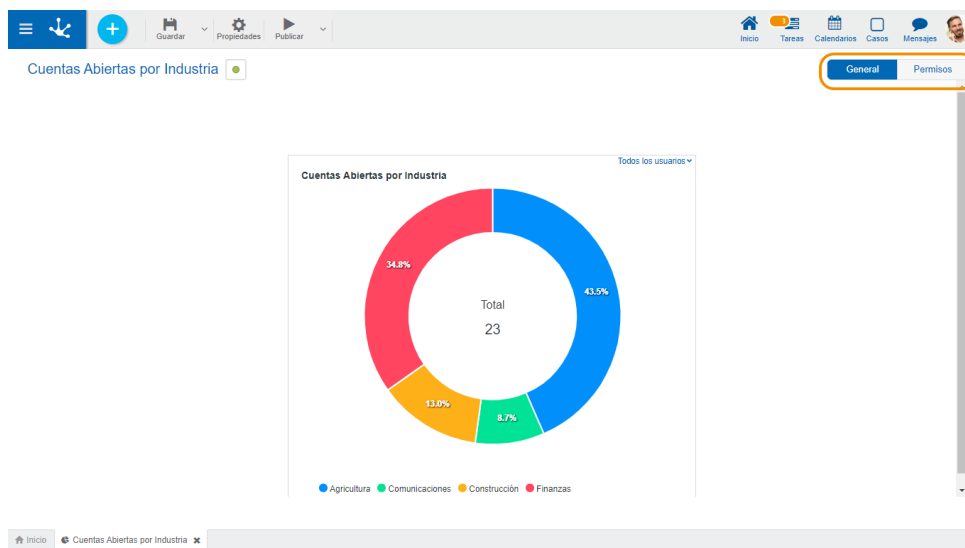 Guardar
Propiedades
Publicar
Inicio
Tareas
Calendarios
Casos
Mensajes
Cuentas Abiertas por Industria
General
Permisos
Todos los usuarios
Cuentas Abiertas por Industria
34.8%
43.5%
Total
23
13.0%
8.7%
Agricultura
Comunicaciones
Construcción
Finanzas
Inicio
Cuentas Abiertas por Industria